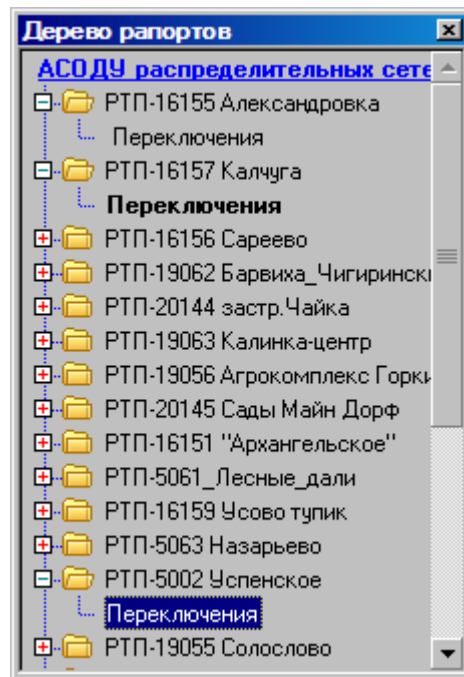 Дерево рапортов
АСОДУ распределительных сете
РТП-16155 Александровка
Переключения
РТП-16157 Калчуга
Переключения
РТП-16156 Сареево
РТП-19062 Барвиха_Чигирински
РТП-20144 застр.Чайка
РТП-19063 Калинка-центр
РТП-19056 Агрокомплекс Горки
РТП-20145 Сады Майн Дорф
РТП-16151 "Архангельское"
РТП-5061_Лесные_дали
РТП-16159 Усово тупик
РТП-5063 Назарьево
РТП-5002 Успенское
Переключения
РТП-19055 Солослово